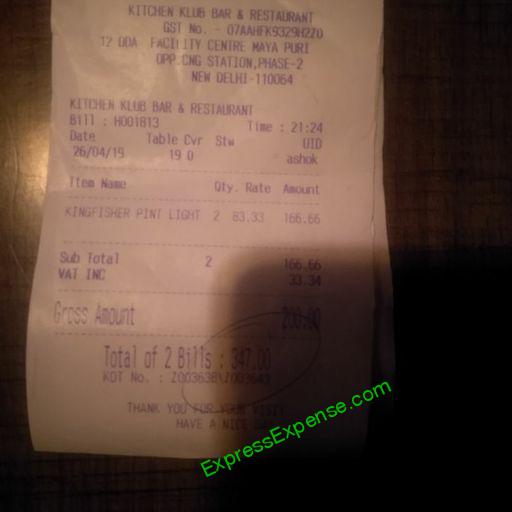 KITCHEN KLUB BAR & RESTAURANT
GST No. - 07AAHFK9329H2Z0
12 DDA FACILITY CENTRE MAYA PURI
OPP.CNG STATION,PHASE-2
NEW DELHI-110064
KITCHEN KLUB BAR & RESTAURANT
Bill : H001813 Time : 21:24
Date Table Cvr Stw UID
26/04/19 19 0 ashok
Item Name Qty. Rate Amount
KINGFISHER PINT LIGHT 2 83.33 166.66
Sub Total 2 166.66
VAT INC 33.34
Gross Amount 200.00
Total of 2 Bills : 347.00
KOT No. : Z003638\Z003643
THANK YOU FOR YOUR VISIT
HAVE A NICE DAY
ExpressExpense.com